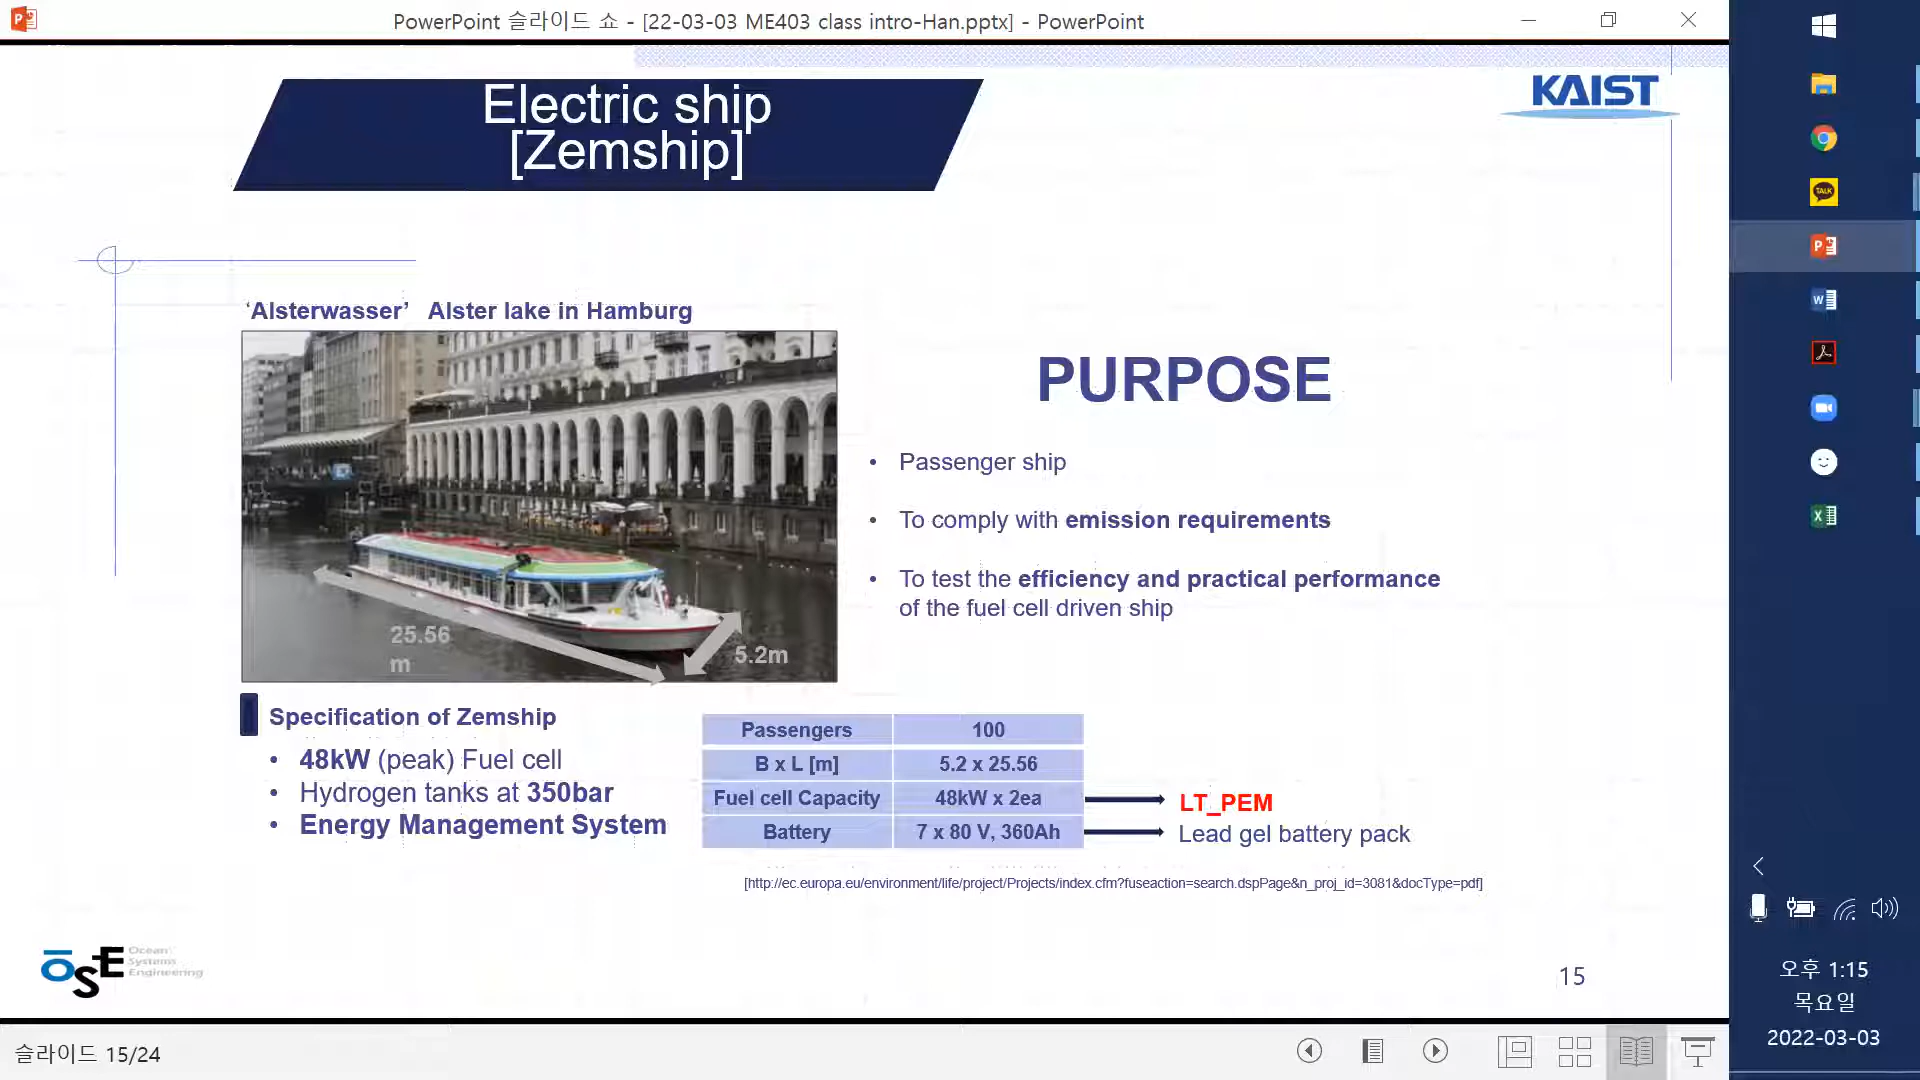 PowerPoint 슬라이드 쇼 - [22-03-03 ME403 class intro-Han.pptx] - PowerPoint
Electric ship
[Zemship]
KAIST
‘Alsterwasser’ Alster lake in Hamburg
25.56
m
5.2m
PURPOSE
• Passenger ship
• To comply with emission requirements
• To test the efficiency and practical performance
of the fuel cell driven ship
Specification of Zemship
• 48kW (peak) Fuel cell
• Hydrogen tanks at 350bar
• Energy Management System
Passengers 100
B x L [m] 5.2 x 25.56
Fuel cell Capacity 48kW x 2ea
Battery 7 x 80 V, 360Ah
LT_PEM
Lead gel battery pack
[http://ec.europa.eu/environment/life/project/Projects/index.cfm?fuseaction=search.dspPage&n_proj_id=3081&docType=pdf]
OSE
Ocean
Systems
Engineering
15
슬라이드 15/24
TALK
오후 1:15
목요일
2022-03-03